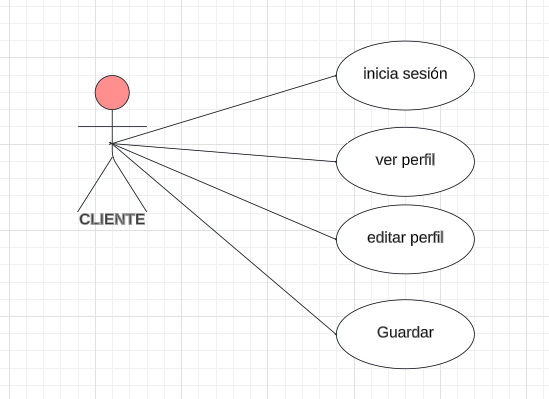 inicia sesión
ver perfil
CLIENTE
editar perfil
Guardar